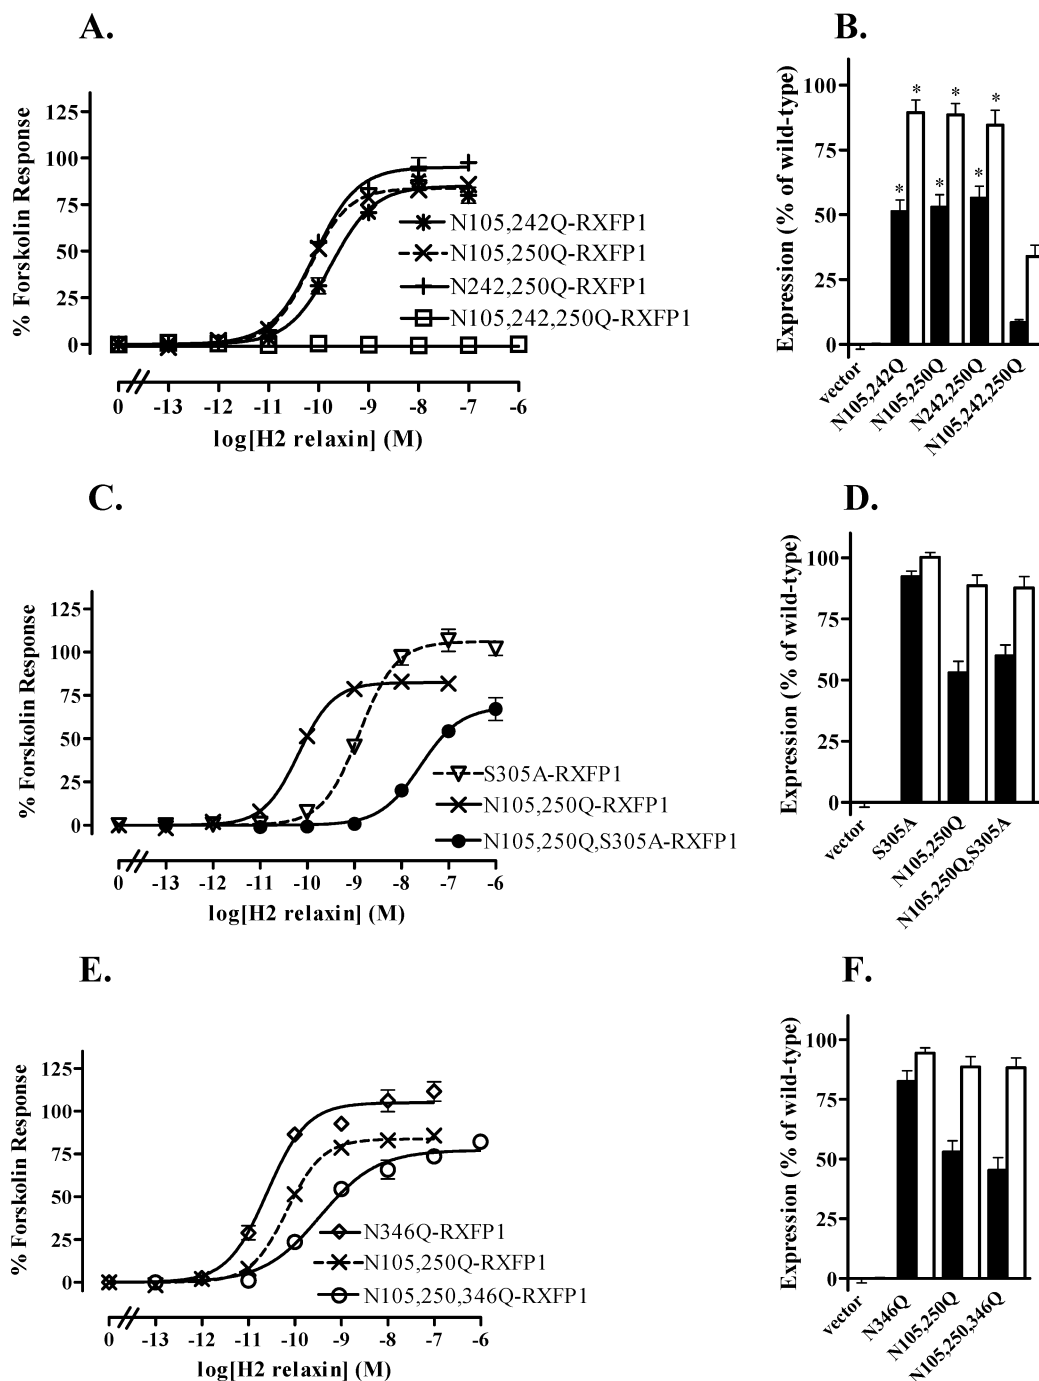 A.
% Forskolin Response
125
100
75
50
25
0
N105,242Q-RXFP1
N105,250Q-RXFP1
N242,250Q-RXFP1
N105,242,250Q-RXFP1
0 -13 -12 -11 -10 -9 -8 -7 -6
log[H2 relaxin] (M)
B.
Expression (% of wild-type)
100
75
50
25
0
* * * * * *
vector
N105,242Q
N105,250Q
N242,250Q
N105,242,250Q
C.
% Forskolin Response
125
100
75
50
25
0
S305A-RXFP1
N105,250Q-RXFP1
N105,250Q,S305A-RXFP1
0 -13 -12 -11 -10 -9 -8 -7 -6
log[H2 relaxin] (M)
D.
Expression (% of wild-type)
100
75
50
25
0
vector
S305A
N105,250Q
N105,250Q,S305A
E.
% Forskolin Response
125
100
75
50
25
0
N346Q-RXFP1
N105,250Q-RXFP1
N105,250,346Q-RXFP1
0 -13 -12 -11 -10 -9 -8 -7 -6
log[H2 relaxin] (M)
F.
Expression (% of wild-type)
100
75
50
25
0
vector
N346Q
N105,250Q
N105,250,346Q